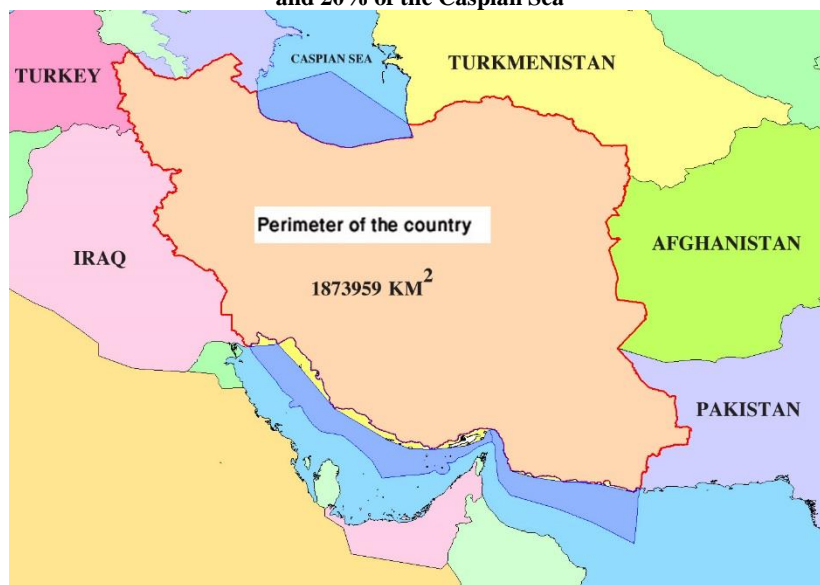 and 20% of the Caspian Sea
CASPIAN SEA
TURKEY
TURKMENISTAN
Perimeter of the country
AFGHANISTAN
IRAQ
1873959 KM²
PAKISTAN